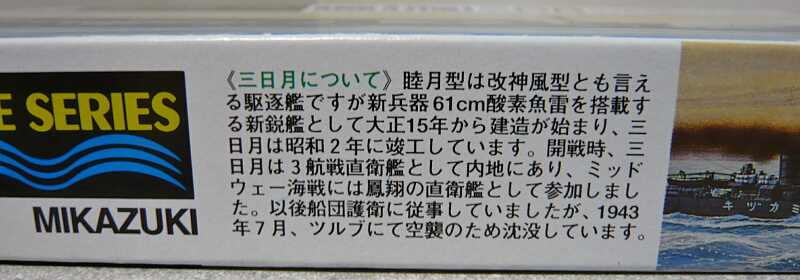 E SERIES
MIKAZUKI
《三日月について》睦月型は改神風型とも言え
る駆逐艦ですが新兵器61cm酸素魚雷を搭載す
る新鋭艦として大正15年から建造が始まり、三
日月は昭和2年に竣工しています。開戦時、三
日月は3航戦直衛艦として内地にあり、ミッド
ウェー海戦には鳳翔の直衛艦として参加しまし
た。以後船団護衛に従事していましたが、1943
年7月、ツルブにて空襲のため沈没しています。
キヅカミ